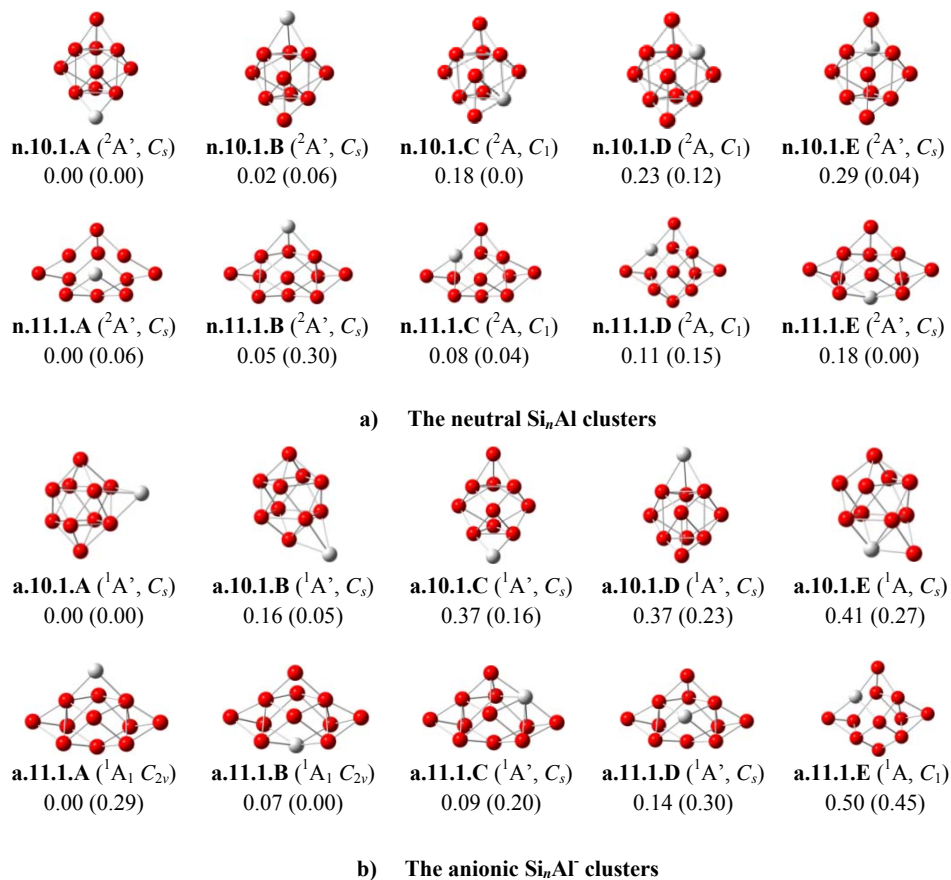 n.10.1.A (²A’, Cₛ) n.10.1.B (²A’, Cₛ) n.10.1.C (²A, C₁) n.10.1.D (²A, C₁) n.10.1.E (²A’, Cₛ)
0.00 (0.00) 0.02 (0.06) 0.18 (0.0) 0.23 (0.12) 0.29 (0.04)
n.11.1.A (²A’, Cₛ) n.11.1.B (²A’, Cₛ) n.11.1.C (²A, C₁) n.11.1.D (²A, C₁) n.11.1.E (²A’, Cₛ)
0.00 (0.06) 0.05 (0.30) 0.08 (0.04) 0.11 (0.15) 0.18 (0.00)
a) The neutral SiₙAl clusters
a.10.1.A (¹A’, Cₛ) a.10.1.B (¹A’, Cₛ) a.10.1.C (¹A’, Cₛ) a.10.1.D (¹A’, Cₛ) a.10.1.E (¹A, Cₛ)
0.00 (0.00) 0.16 (0.05) 0.37 (0.16) 0.37 (0.23) 0.41 (0.27)
a.11.1.A (¹A₁ C₂ᵥ) a.11.1.B (¹A₁ C₂ᵥ) a.11.1.C (¹A’, Cₛ) a.11.1.D (¹A’, Cₛ) a.11.1.E (¹A, C₁)
0.00 (0.29) 0.07 (0.00) 0.09 (0.20) 0.14 (0.30) 0.50 (0.45)
b) The anionic SiₙAl⁻ clusters